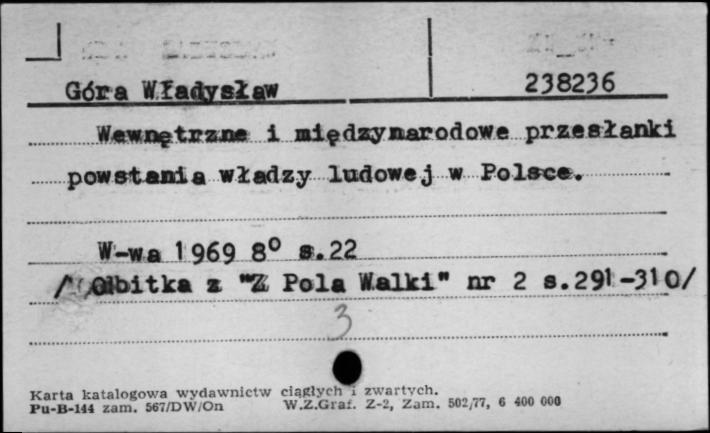 Góra Władysław 238236
Wewnętrzne i międzynarodowe przesłanki
powstania władzy ludowej w Polsce.
W-wa 1969 8° s.22
/Odbitka z "Z Pola Walki" nr 2 s.291-310/
3
Karta katalogowa wydawnictw ciągłych i zwartych.
Pu-B-144 zam. 567/DW/On W.Z.Graf. Z-2, Zam. 502/77, 6 400 000